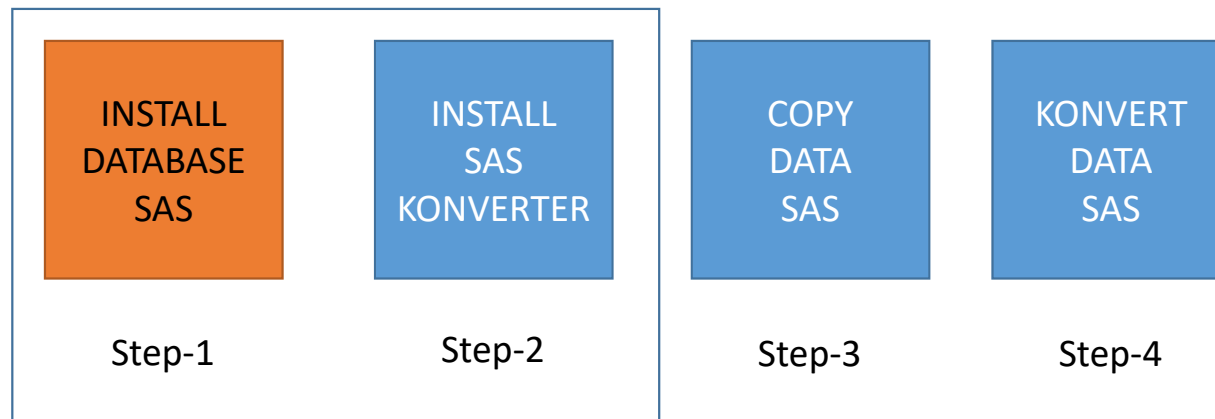 INSTALL
DATABASE
SAS
INSTALL
SAS
KONVERTER
COPY
DATA
SAS
KONVERT
DATA
SAS
Step-1
Step-2
Step-3
Step-4